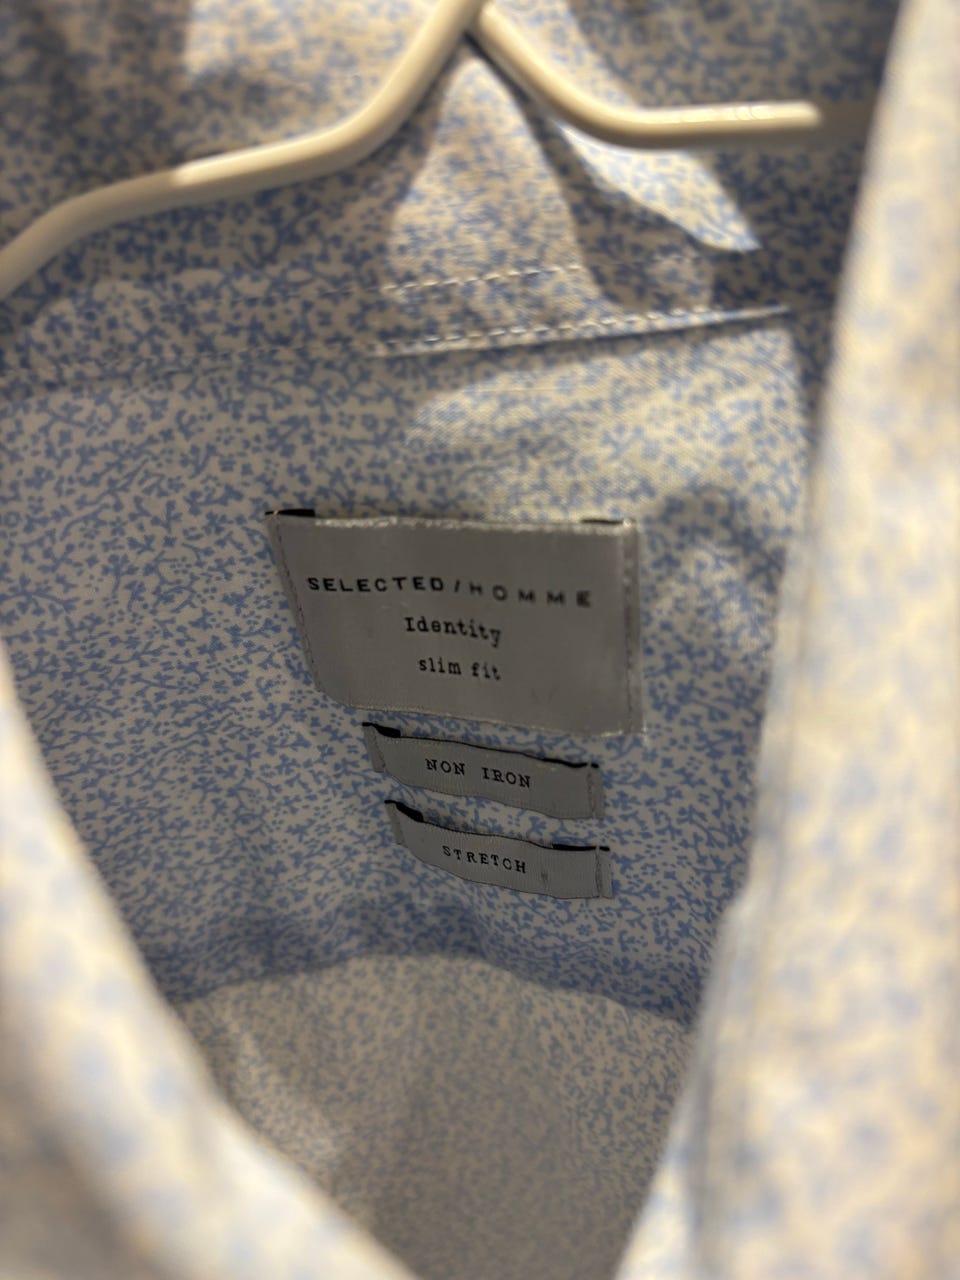 SELECTED/HOMME
Identity
slim fit
NON IRON
STRETCH